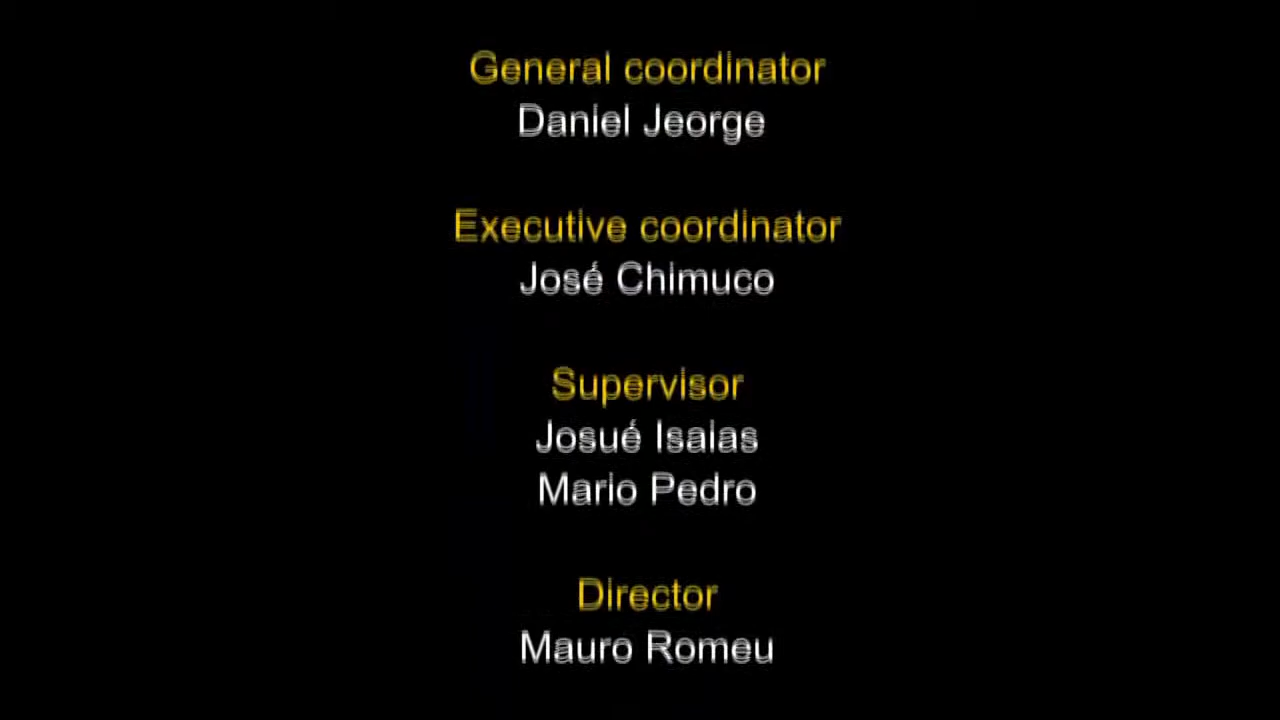 General coordinator
Daniel Jeorge
Executive coordinator
José Chimuco
Supervisor
Josué Isaias
Mario Pedro
Director
Mauro Romeu